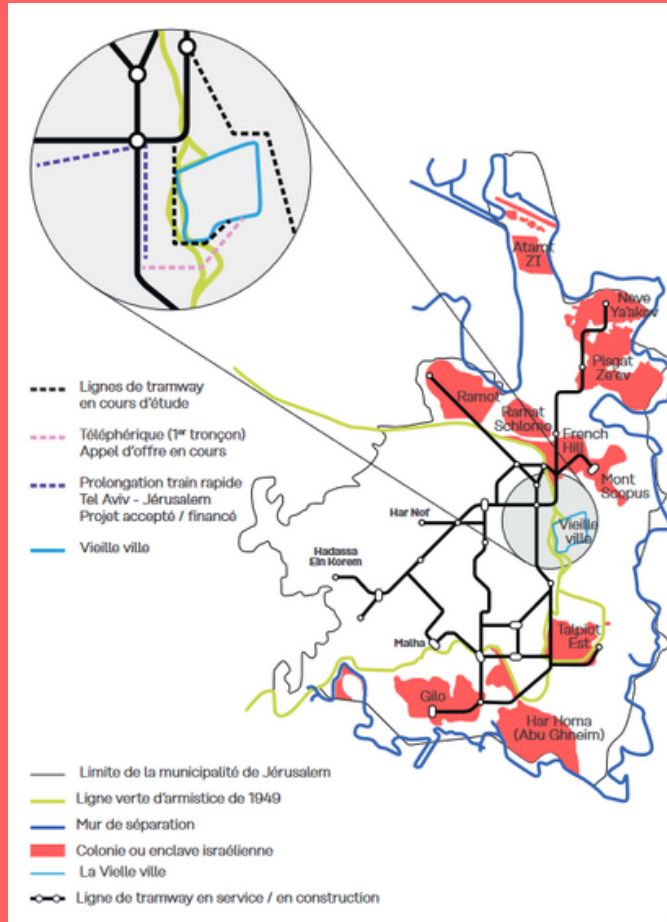 Lignes de tramway
en cours d'étude
Téléphérique (1er tronçon)
Appel d'offre en cours
Prolongation train rapide
Tel Aviv - Jérusalem
Projet accepté / financé
Vieille ville
Atarot
ZI
Neve
Ya'akov
Pisgat
Ze'ev
Ramot
Ramat
Schlomo
French
Hill
Mont
Scopus
Har Nof
Vieille
ville
Hadassa
Ein Korem
Malha
Talpiot
Est
Gilo
Har Homa
(Abu Ghneim)
Limite de la municipalité de Jérusalem
Ligne verte d'armistice de 1949
Mur de séparation
Colonie ou enclave israélienne
La Vielle ville
Ligne de tramway en service / en construction